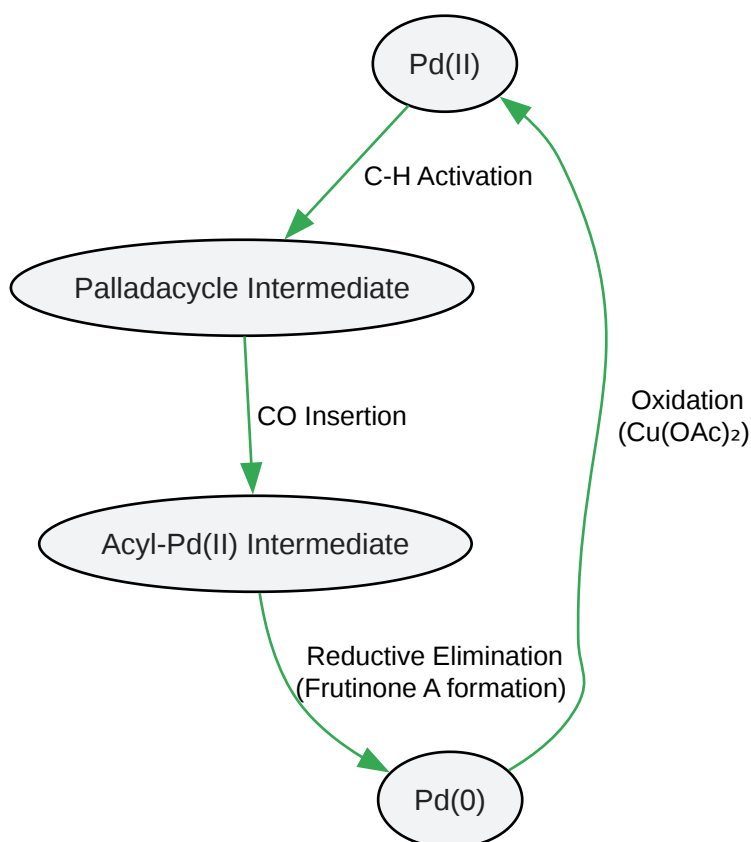 Pd(II)
C-H Activation
Palladacycle Intermediate
CO Insertion
Oxidation
(Cu(OAc)₂)
Acyl-Pd(II) Intermediate
Reductive Elimination
(Frutinone A formation)
Pd(0)